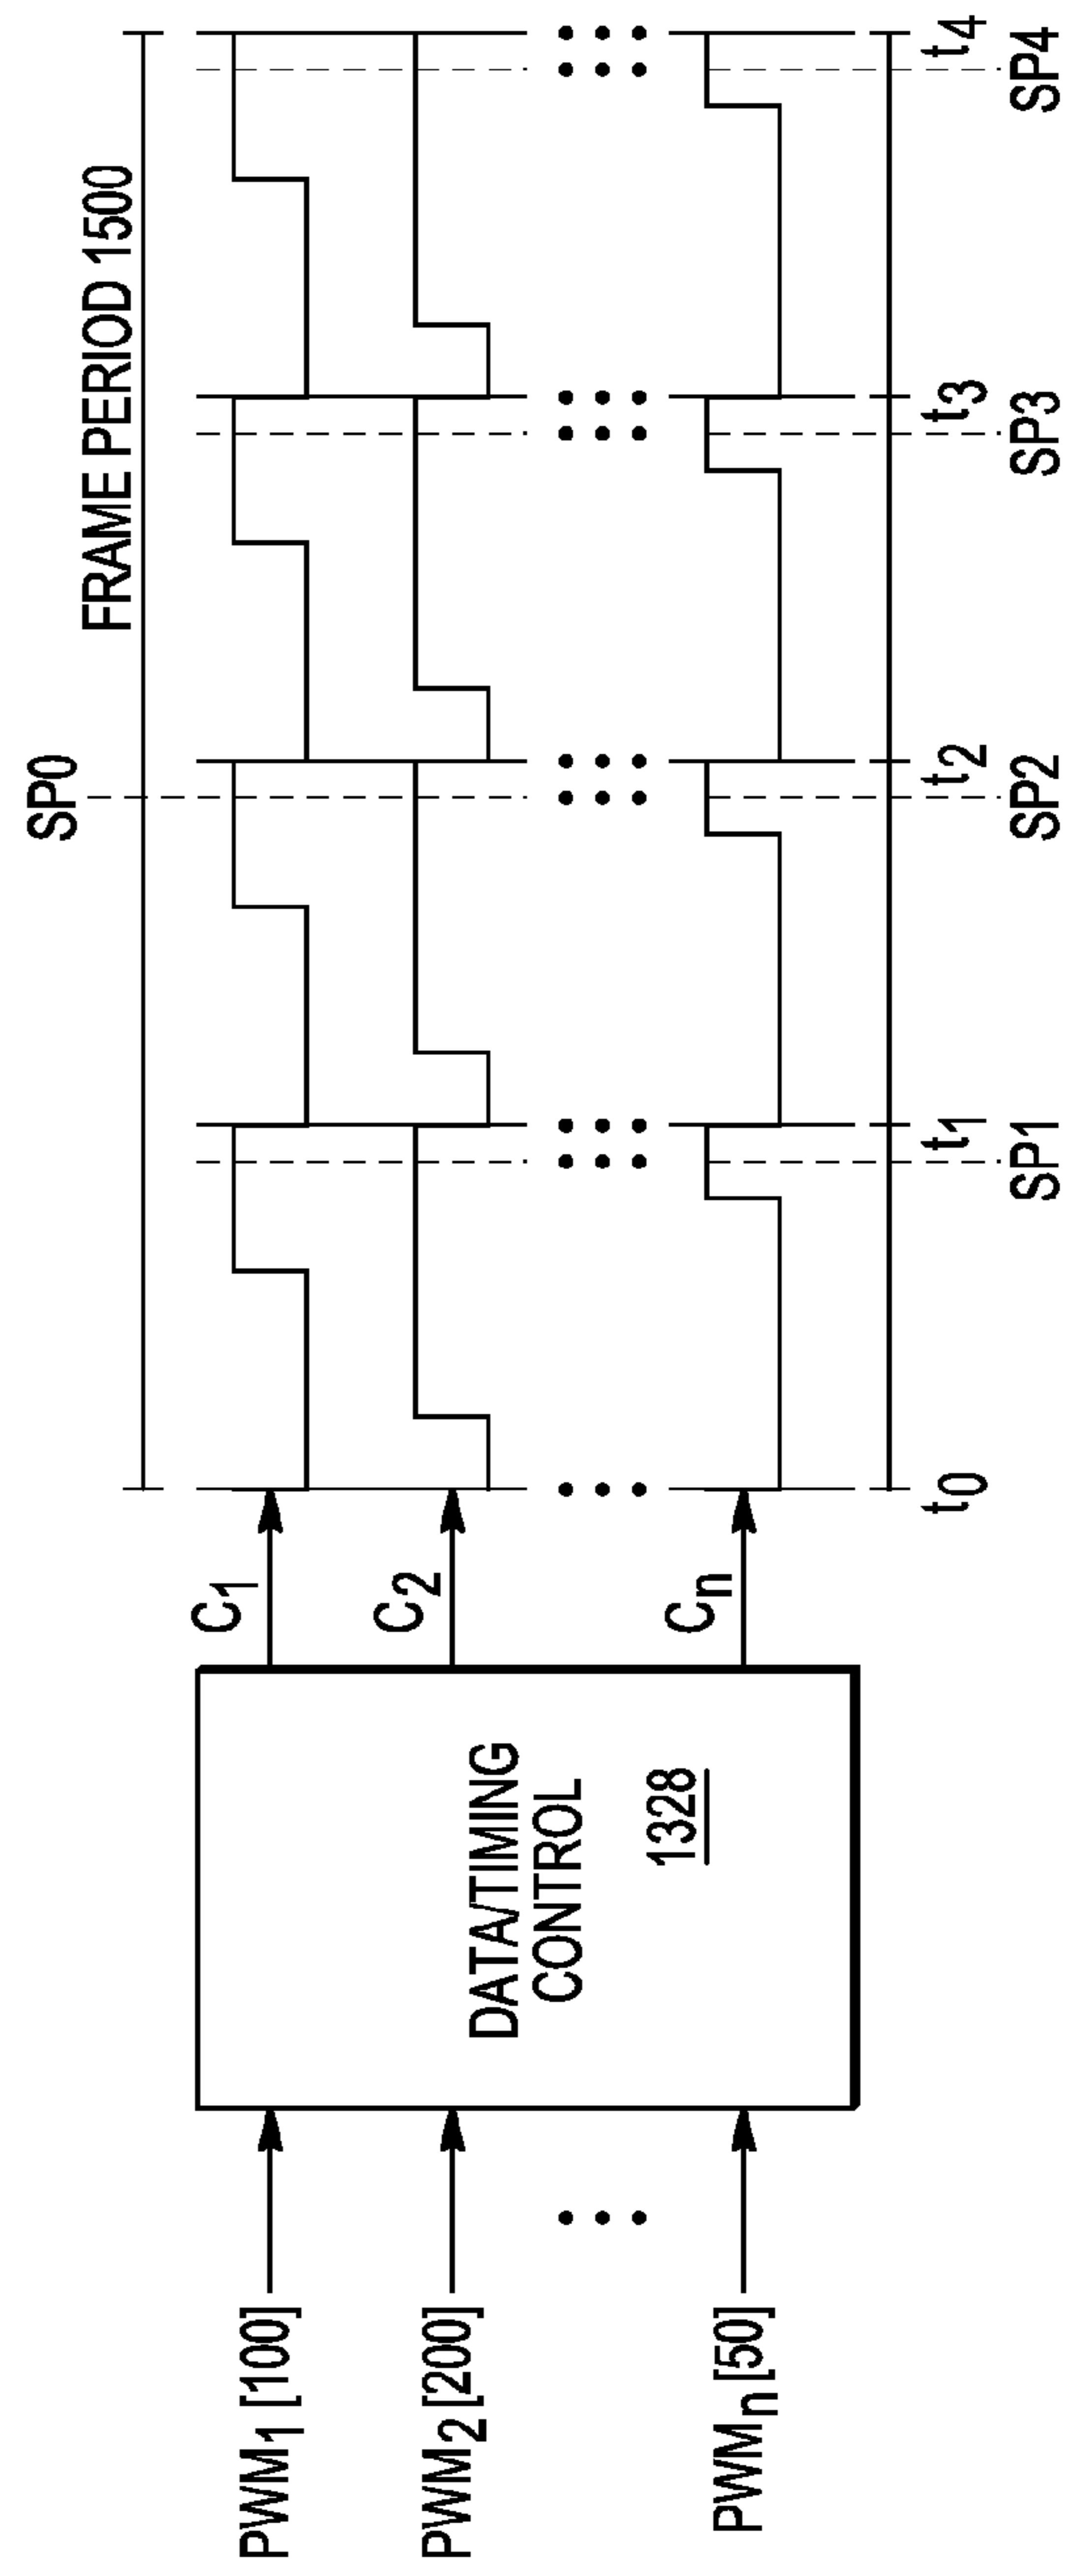 SP0
FRAME PERIOD 1500
PWM1 [100]
PWM2 [200]
PWMn [50]
DATA/TIMING
CONTROL
1328
C1
C2
Cn
t0
t1
t2
t3
t4
SP1
SP2
SP3
SP4